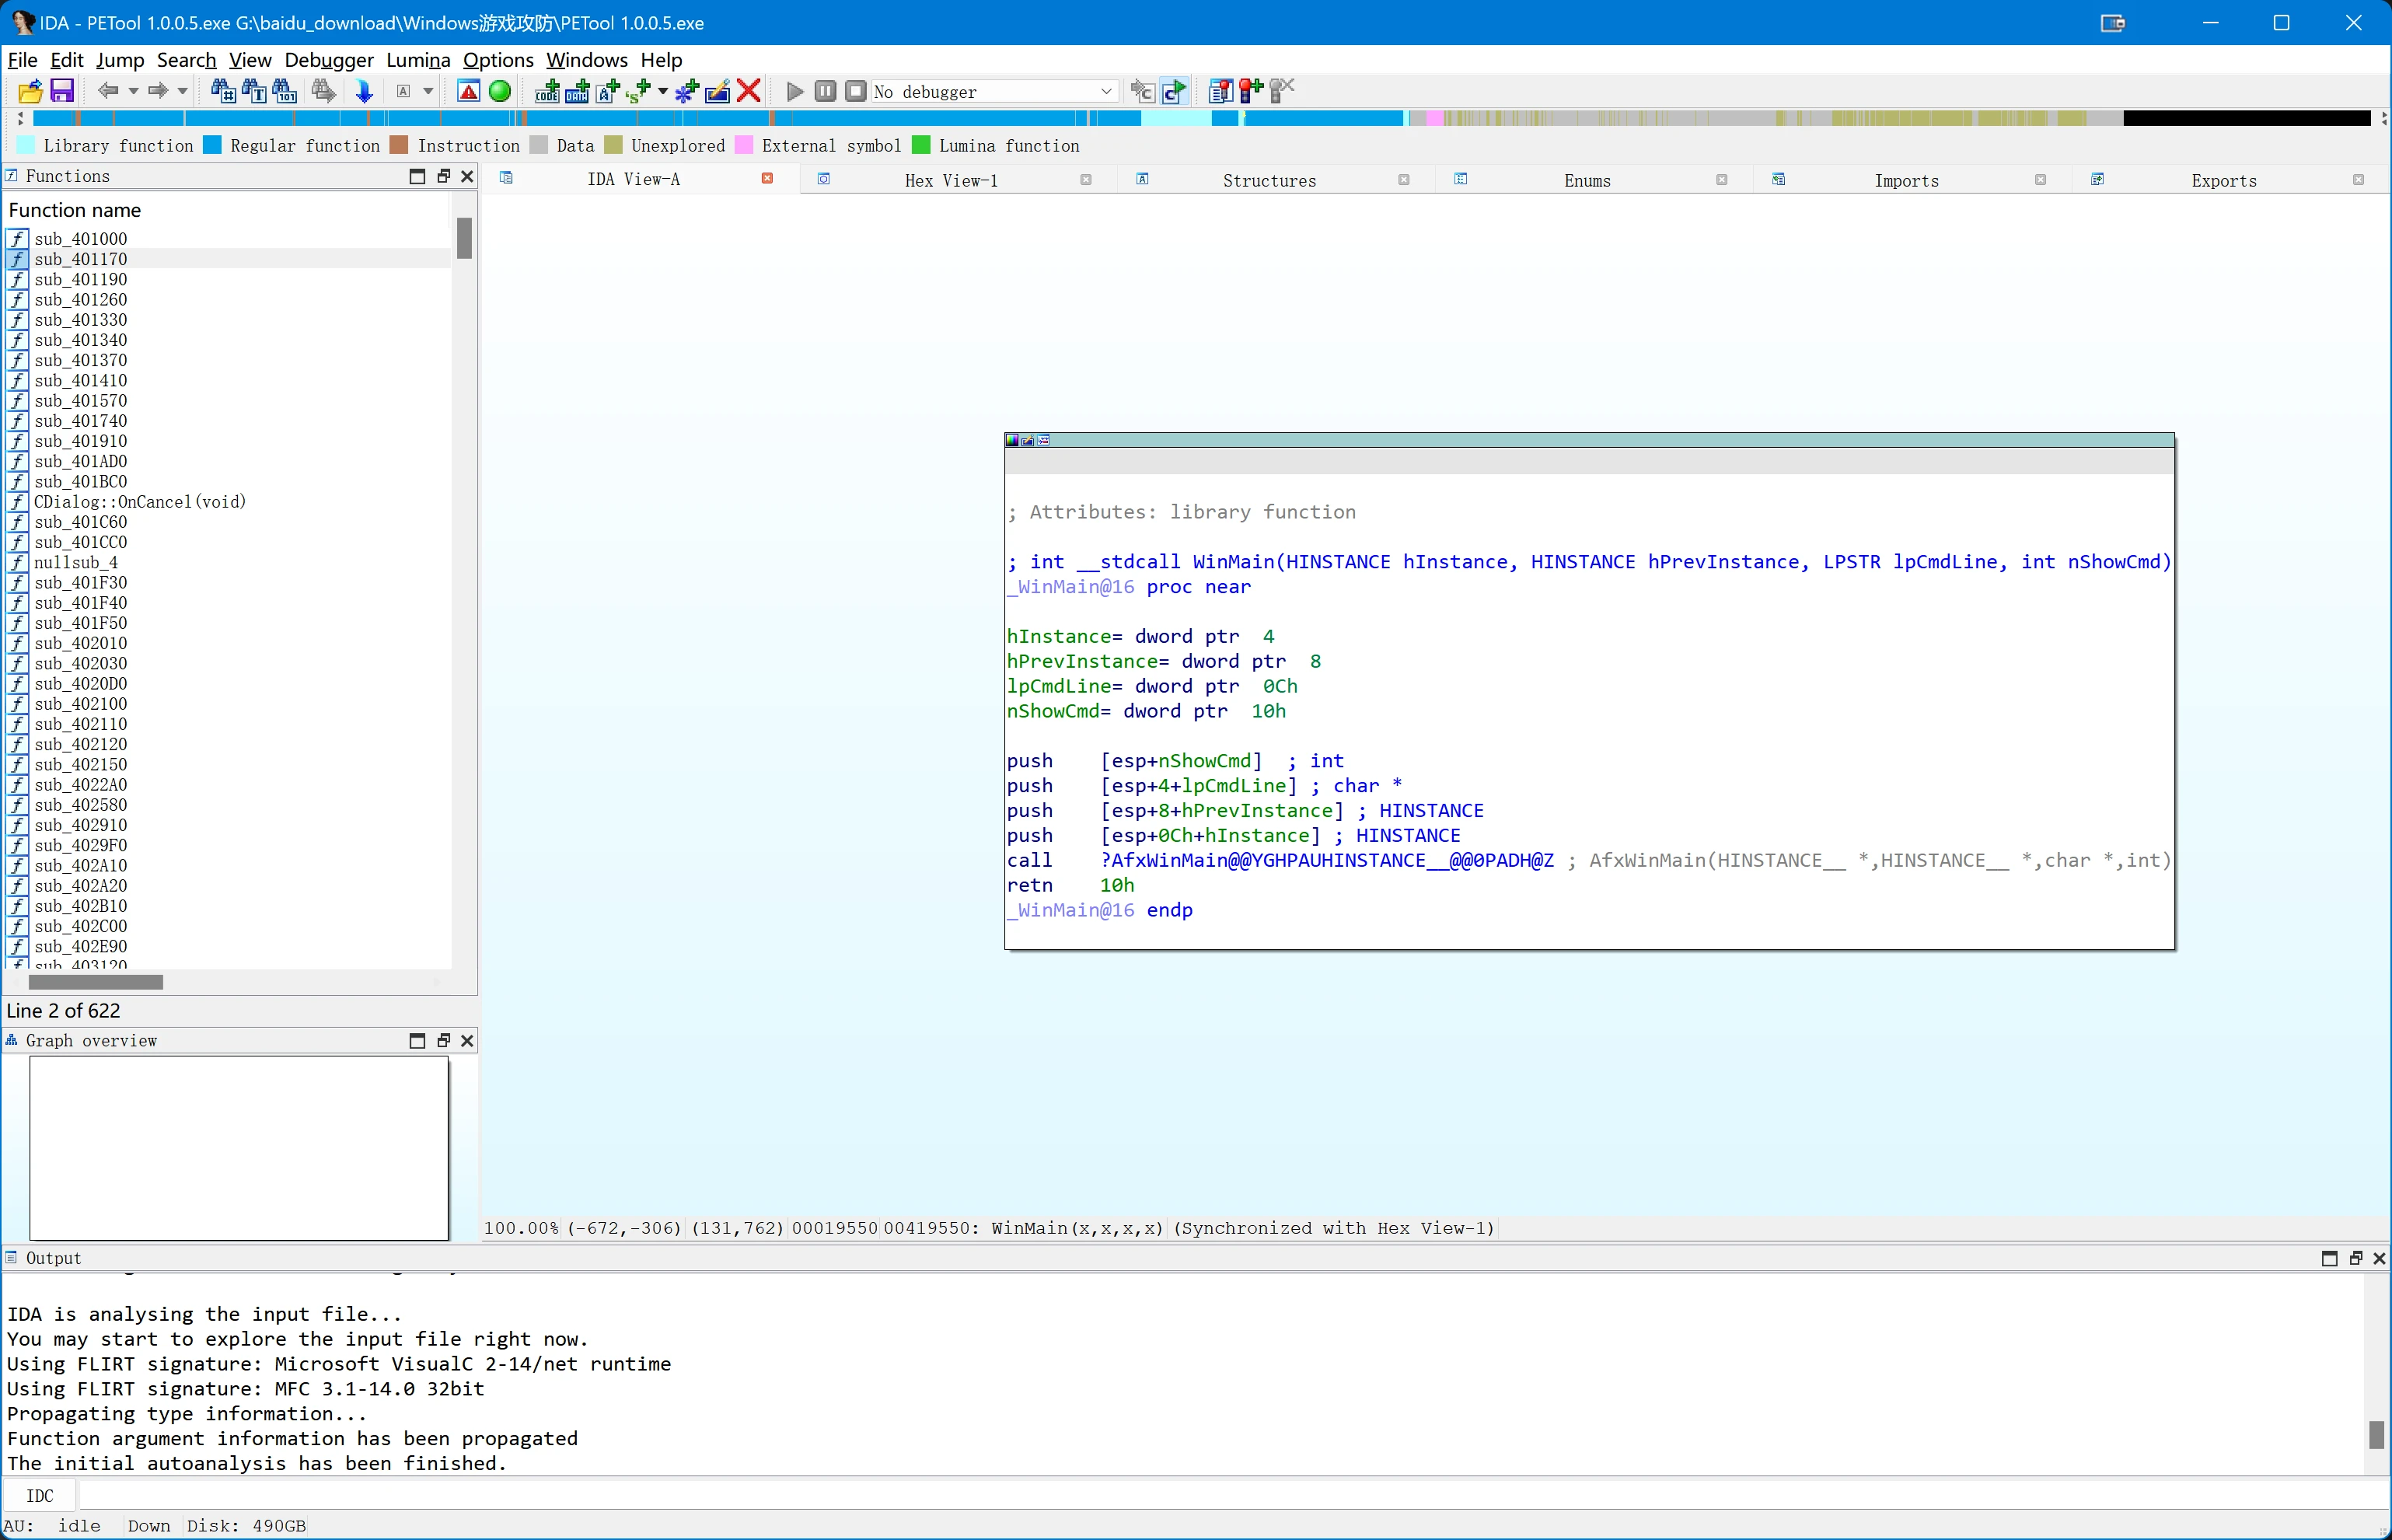 IDA - PETool 1.0.0.5.exe G:\baidu_download\Windows游戏攻防\PETool 1.0.0.5.exe
File Edit Jump Search View Debugger Lumina Options Windows Help
No debugger
Library function Regular function Instruction Data Unexplored External symbol Lumina function
Functions
IDA View-A
Hex View-1
Structures
Enums
Imports
Exports
Function name
sub_401000
sub_401170
sub_401190
sub_401260
sub_401330
sub_401340
sub_401370
sub_401410
sub_401570
sub_401740
sub_401910
sub_401AD0
sub_401BC0
CDialog::OnCancel(void)
sub_401C60
sub_401CC0
nullsub_4
sub_401F30
sub_401F40
sub_401F50
sub_402010
sub_402030
sub_4020D0
sub_402100
sub_402110
sub_402120
sub_402150
sub_4022A0
sub_402580
sub_402910
sub_4029F0
sub_402A10
sub_402A20
sub_402B10
sub_402C00
sub_402E90
sub_403120
Line 2 of 622
Graph overview
; Attributes: library function
; int __stdcall WinMain(HINSTANCE hInstance, HINSTANCE hPrevInstance, LPSTR lpCmdLine, int nShowCmd)
_WinMain@16 proc near
hInstance= dword ptr  4
hPrevInstance= dword ptr  8
lpCmdLine= dword ptr  0Ch
nShowCmd= dword ptr  10h
push    [esp+nShowCmd]  ; int
push    [esp+4+lpCmdLine] ; char *
push    [esp+8+hPrevInstance] ; HINSTANCE
push    [esp+0Ch+hInstance] ; HINSTANCE
call    ?AfxWinMain@@YGHPAUHINSTANCE__@@0PADH@Z ; AfxWinMain(HINSTANCE__ *,HINSTANCE__ *,char *,int)
retn    10h
_WinMain@16 endp
100.00% (-672,-306) (131,762) 00019550 00419550: WinMain(x,x,x,x) (Synchronized with Hex View-1)
Output
IDA is analysing the input file...
You may start to explore the input file right now.
Using FLIRT signature: Microsoft VisualC 2-14/net runtime
Using FLIRT signature: MFC 3.1-14.0 32bit
Propagating type information...
Function argument information has been propagated
The initial autoanalysis has been finished.
IDC
AU: idle Down Disk: 490GB